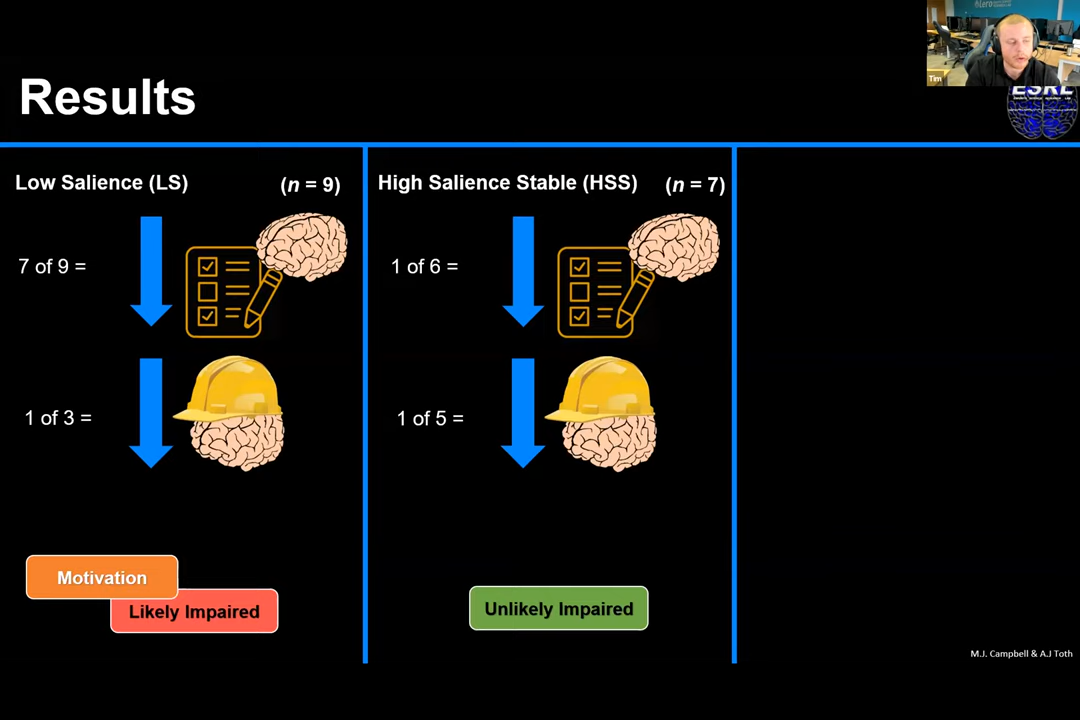 Tim
ESRL
Results
Low Salience (LS) (n = 9)
7 of 9 =
1 of 3 =
Motivation
Likely Impaired
High Salience Stable (HSS) (n = 7)
1 of 6 =
1 of 5 =
Unlikely Impaired
M.J. Campbell & A.J Toth